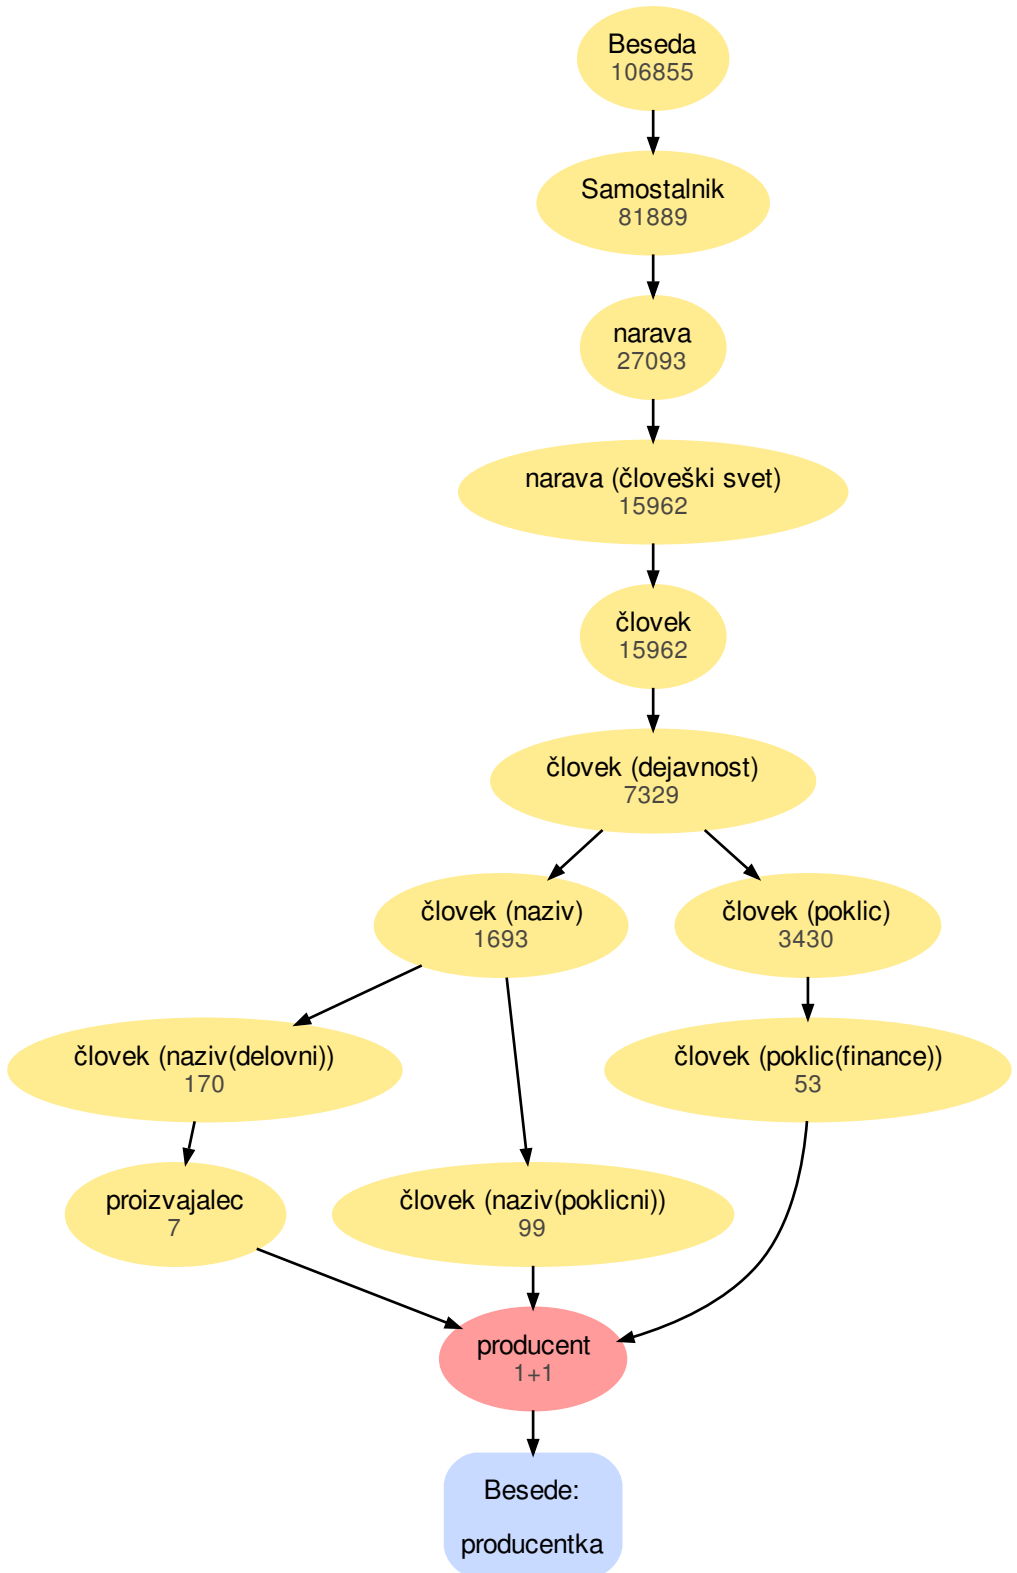 Beseda
106855
Samostalnik
81889
narava
27093
narava (človeški svet)
15962
človek
15962
človek (dejavnost)
7329
človek (naziv)
1693
človek (poklic)
3430
človek (naziv(delovni))
170
človek (poklic(finance))
53
proizvajalec
7
človek (naziv(poklicni))
99
producent
1+1
Besede:
producentka